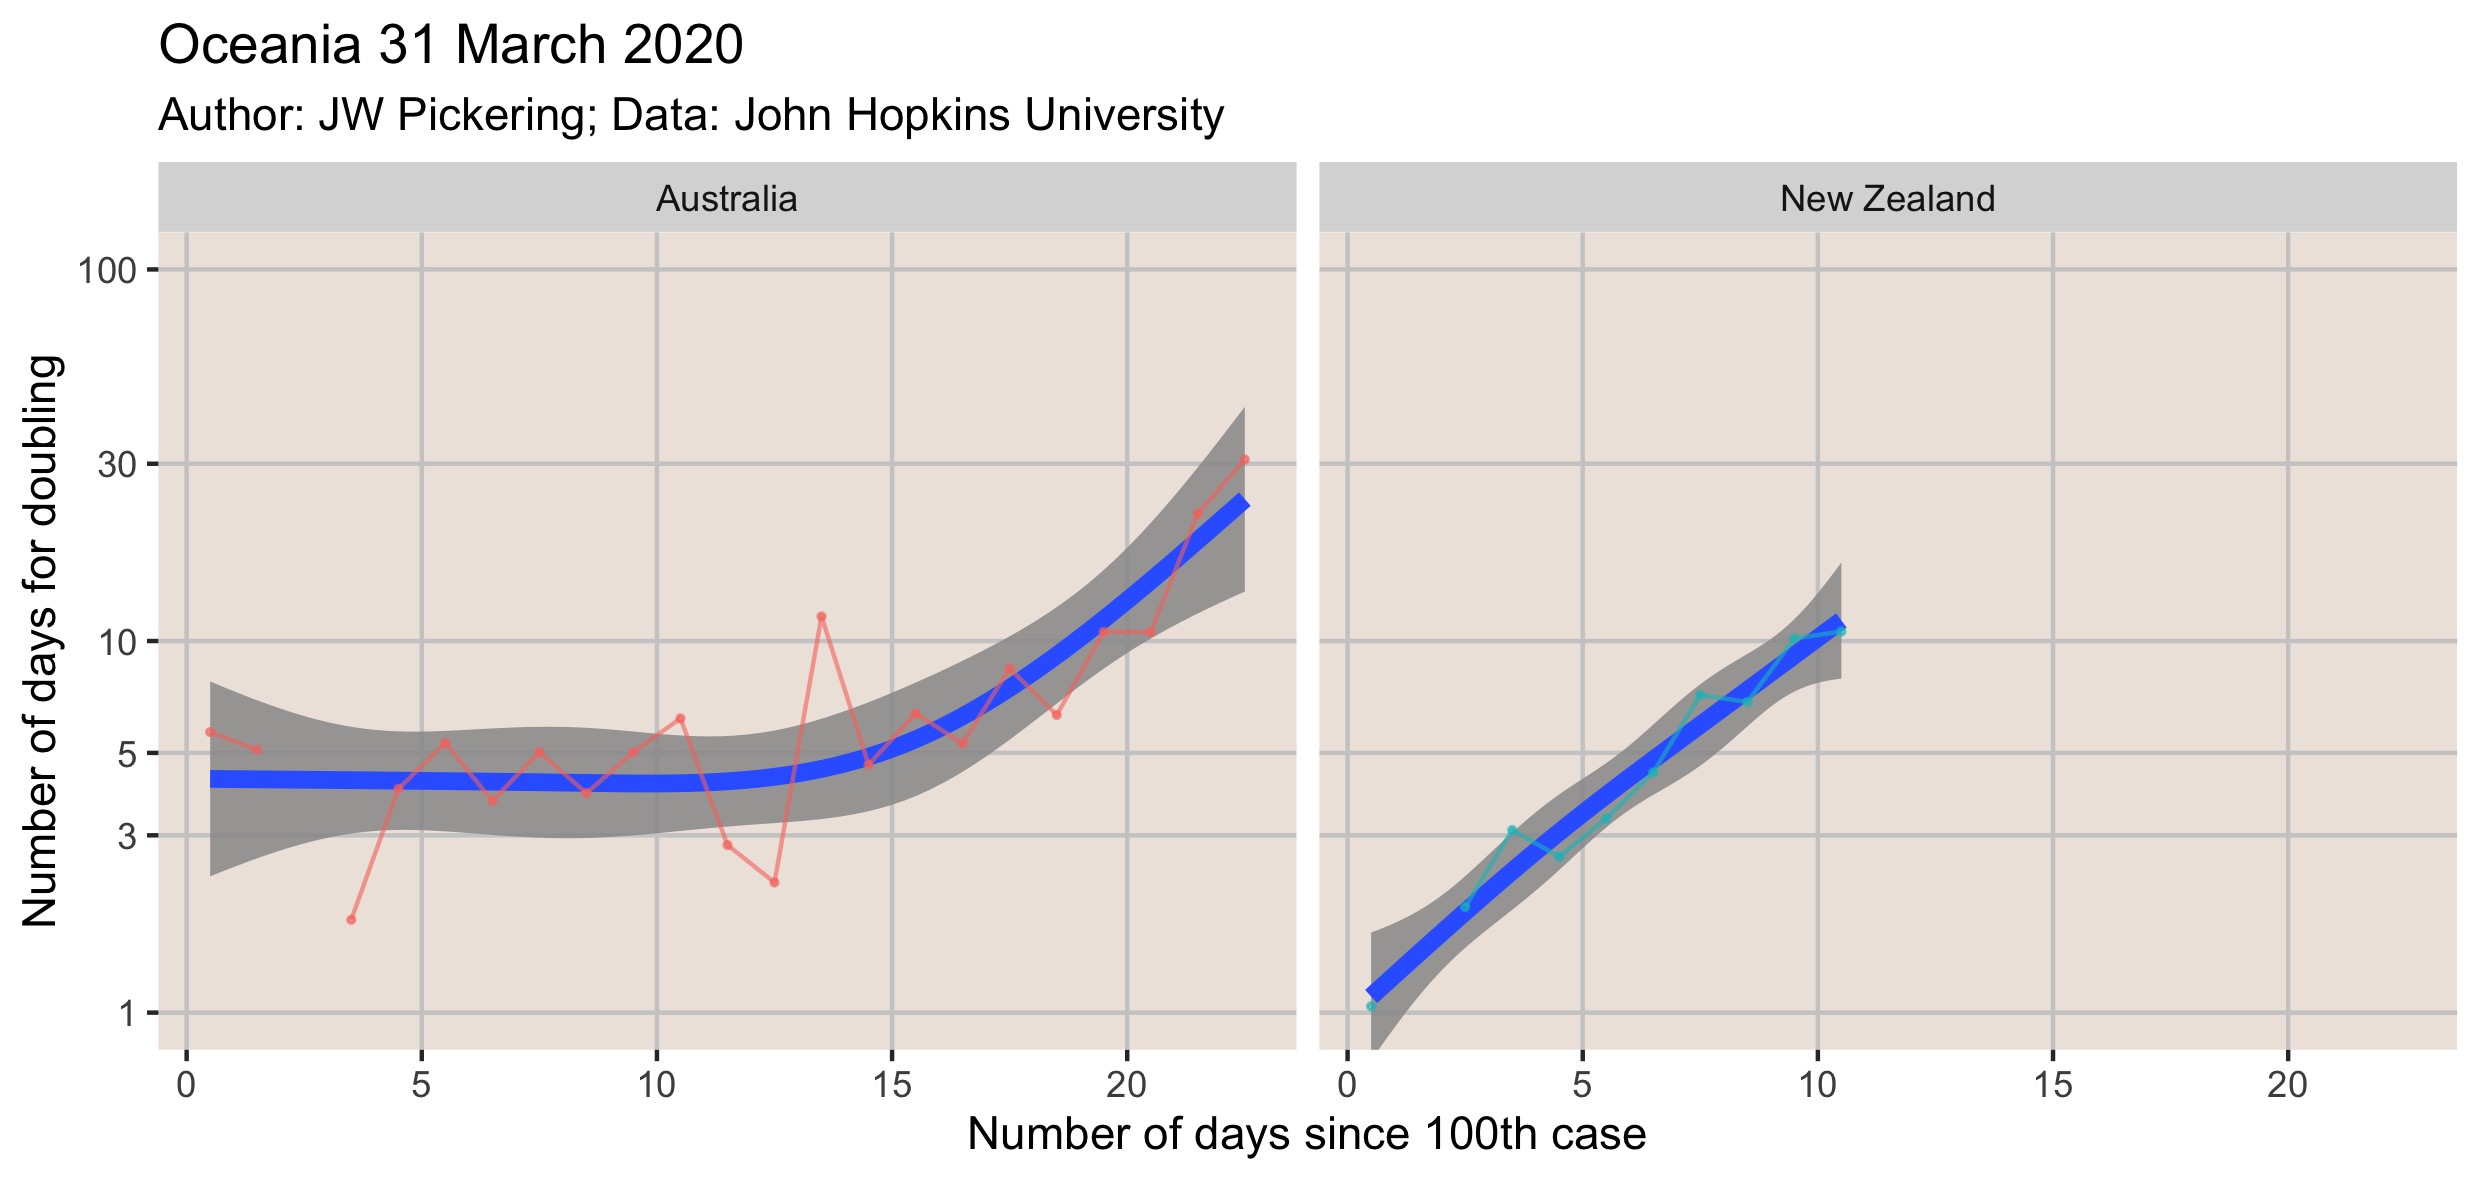 Oceania 31 March 2020
Author: JW Pickering; Data: John Hopkins University
Australia
New Zealand
Number of days for doubling
100
30
10
5
3
1
0 5 10 15 20
0 5 10 15 20
Number of days since 100th case